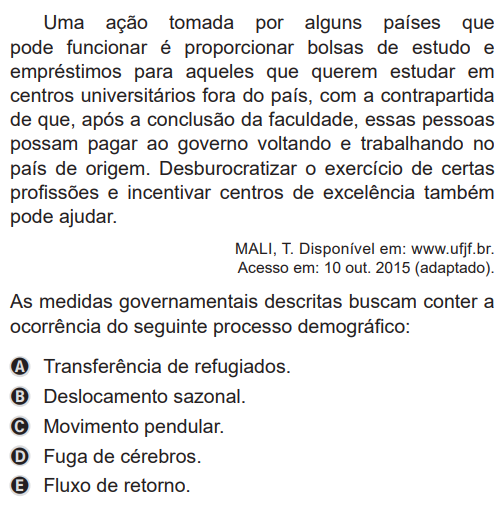 Uma ação tomada por alguns países que
pode funcionar é proporcionar bolsas de estudo e
empréstimos para aqueles que querem estudar em
centros universitários fora do país, com a contrapartida
de que, após a conclusão da faculdade, essas pessoas
possam pagar ao governo voltando e trabalhando no
país de origem. Desburocratizar o exercício de certas
profissões e incentivar centros de excelência também
pode ajudar.
MALI, T. Disponível em: www.ufjf.br.
Acesso em: 10 out. 2015 (adaptado).
As medidas governamentais descritas buscam conter a
ocorrência do seguinte processo demográfico:
A Transferência de refugiados.
B Deslocamento sazonal.
C Movimento pendular.
D Fuga de cérebros.
E Fluxo de retorno.